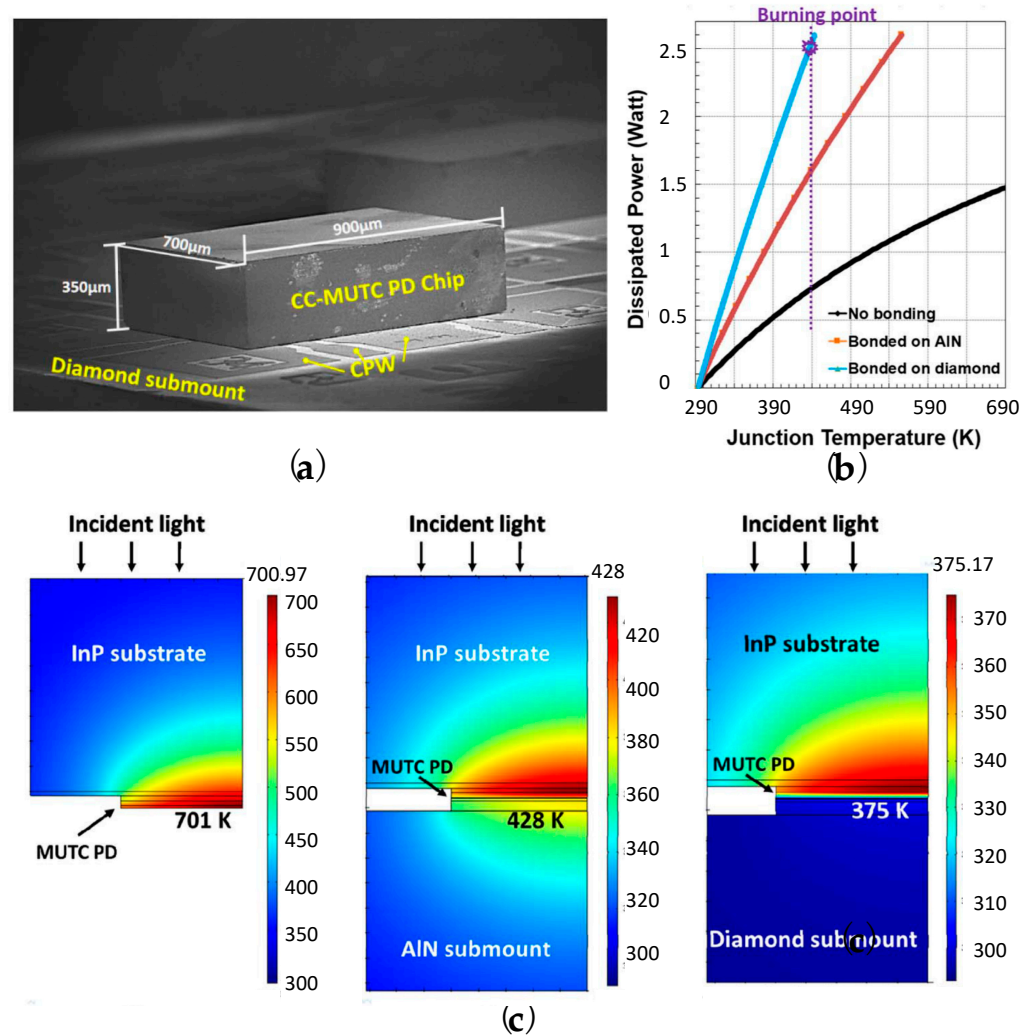 (a)
700µm
900µm
350µm
CC-MUTC PD Chip
CPW
Diamond submount
(b)
Burning point
Dissipated Power (Watt)
2.5
2
1.5
1
0.5
0
290 390 490 590 690
Junction Temperature (K)
No bonding
Bonded on AlN
Bonded on diamond
(a)
(b)
Incident light
InP substrate
MUTC PD
701 K
700.97
700
650
600
550
500
450
400
350
300
Incident light
InP substrate
MUTC PD
428 K
AlN submount
428
420
400
380
360
340
320
300
Incident light
InP substrate
MUTC PD
375 K
Diamond submount
(c)
375.17
370
360
350
340
330
320
310
300
(c)